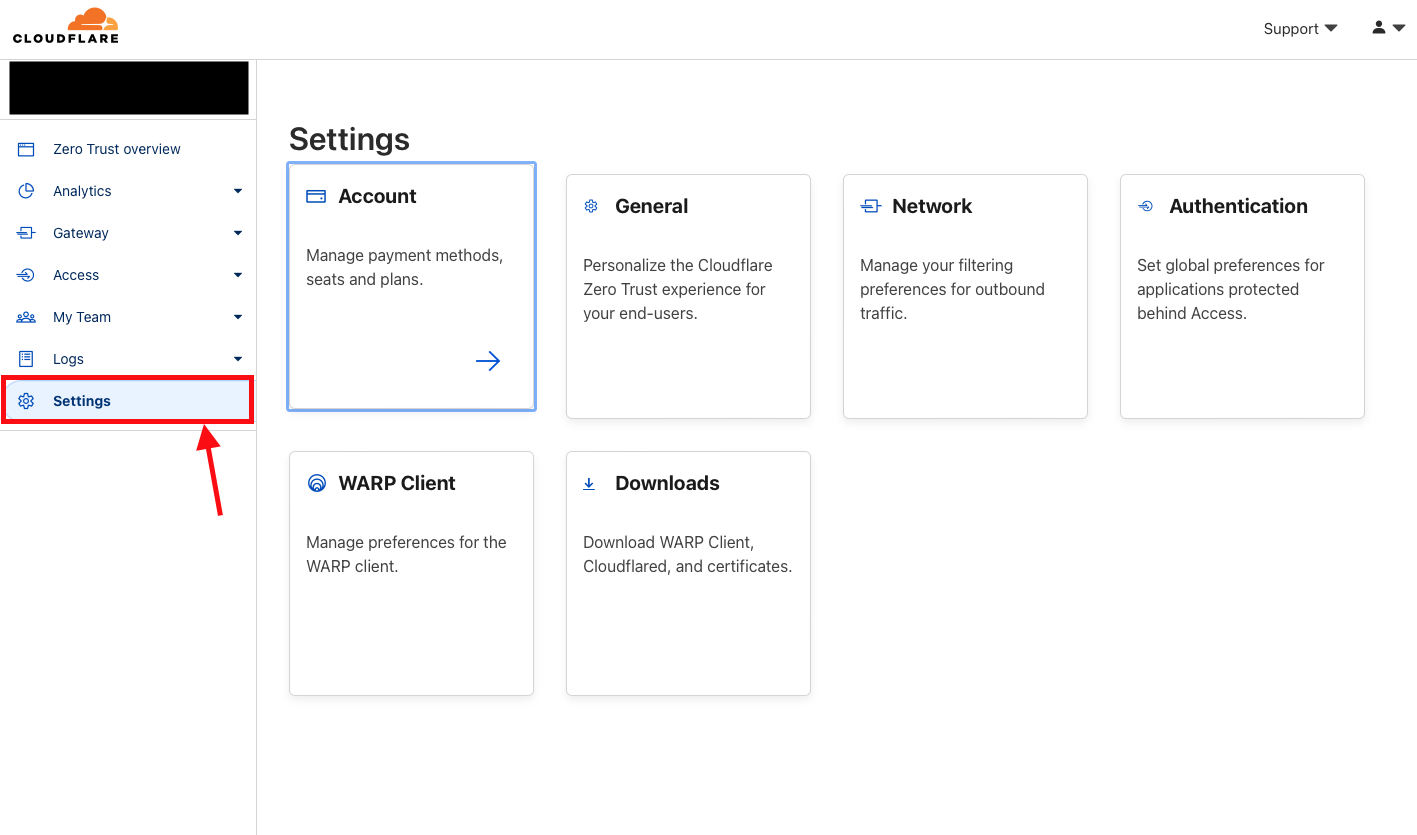 CLOUDFLARE
Support
Zero Trust overview
Analytics
Gateway
Access
My Team
Logs
Settings
Settings
Account
Manage payment methods,
seats and plans.
General
Personalize the Cloudflare
Zero Trust experience for
your end-users.
Network
Manage your filtering
preferences for outbound
traffic.
Authentication
Set global preferences for
applications protected
behind Access.
WARP Client
Manage preferences for the
WARP client.
Downloads
Download WARP Client,
Cloudflared, and certificates.